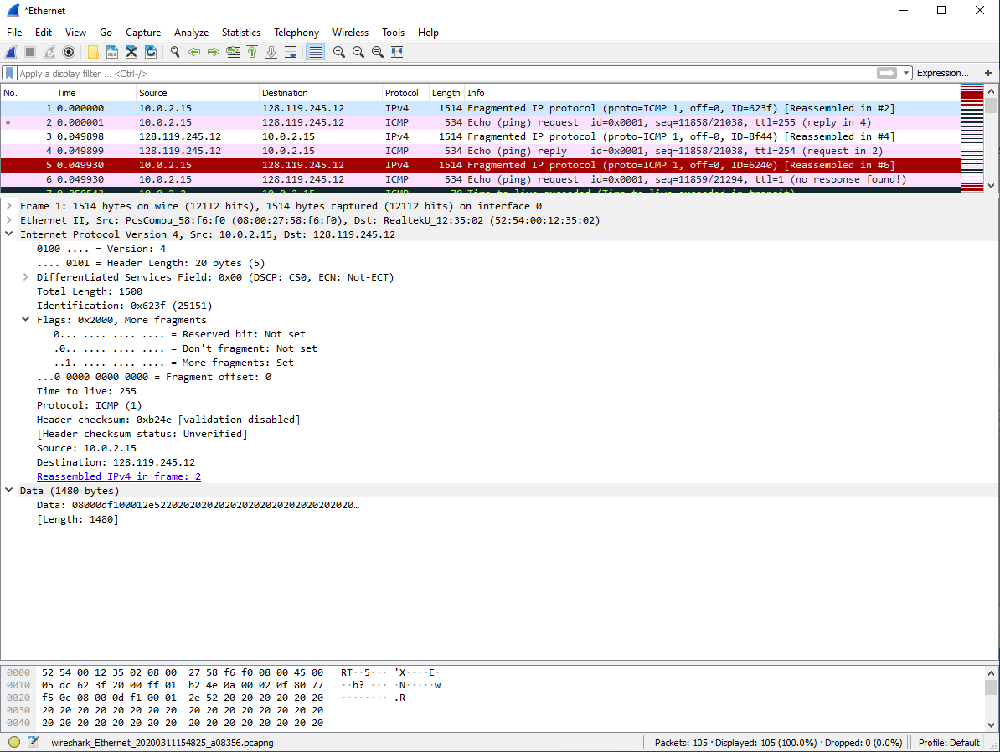 *Ethernet
File Edit View Go Capture Analyze Statistics Telephony Wireless Tools Help
Apply a display filter ... <Ctrl-/> Expression... +
No. Time Source Destination Protocol Length Info
1 0.000000 10.0.2.15 128.119.245.12 IPv4 1514 Fragmented IP protocol (proto=ICMP 1, off=0, ID=623f) [Reassembled in #2]
2 0.000001 10.0.2.15 128.119.245.12 ICMP 534 Echo (ping) request id=0x0001, seq=11858/21038, ttl=255 (reply in 4)
3 0.049898 128.119.245.12 10.0.2.15 IPv4 1514 Fragmented IP protocol (proto=ICMP 1, off=0, ID=8f44) [Reassembled in #4]
4 0.049899 128.119.245.12 10.0.2.15 ICMP 534 Echo (ping) reply id=0x0001, seq=11858/21038, ttl=254 (request in 2)
5 0.049930 10.0.2.15 128.119.245.12 IPv4 1514 Fragmented IP protocol (proto=ICMP 1, off=0, ID=6240) [Reassembled in #6]
6 0.049930 10.0.2.15 128.119.245.12 ICMP 534 Echo (ping) request id=0x0001, seq=11859/21294, ttl=1 (no response found!)
Frame 1: 1514 bytes on wire (12112 bits), 1514 bytes captured (12112 bits) on interface 0
Ethernet II, Src: PcsCompu_58:f6:f0 (08:00:27:58:f6:f0), Dst: RealtekU_12:35:02 (52:54:00:12:35:02)
Internet Protocol Version 4, Src: 10.0.2.15, Dst: 128.119.245.12
0100 .... = Version: 4
.... 0101 = Header Length: 20 bytes (5)
Differentiated Services Field: 0x00 (DSCP: CS0, ECN: Not-ECT)
Total Length: 1500
Identification: 0x623f (25151)
Flags: 0x2000, More fragments
0... .... .... .... = Reserved bit: Not set
.0.. .... .... .... = Don't fragment: Not set
..1. .... .... .... = More fragments: Set
...0 0000 0000 0000 = Fragment offset: 0
Time to live: 255
Protocol: ICMP (1)
Header checksum: 0xb24e [validation disabled]
[Header checksum status: Unverified]
Source: 10.0.2.15
Destination: 128.119.245.12
Reassembled IPv4 in frame: 2
Data (1480 bytes)
Data: 08000df100012e5220202020202020202020202020202020…
[Length: 1480]
0000 52 54 00 12 35 02 08 00 27 58 f6 f0 08 00 45 00 RT··5··· 'X····E·
0010 05 dc 62 3f 20 00 ff 01 b2 4e 0a 00 02 0f 80 77 ··b? ··· ·N·····w
0020 f5 0c 08 00 0d f1 00 01 2e 52 20 20 20 20 20 20 ········ .R
0030 20 20 20 20 20 20 20 20 20 20 20 20 20 20 20 20
0040 20 20 20 20 20 20 20 20 20 20 20 20 20 20 20 20
wireshark_Ethernet_20200311154825_a08356.pcapng Packets: 105 · Displayed: 105 (100.0%) · Dropped: 0 (0.0%) Profile: Default